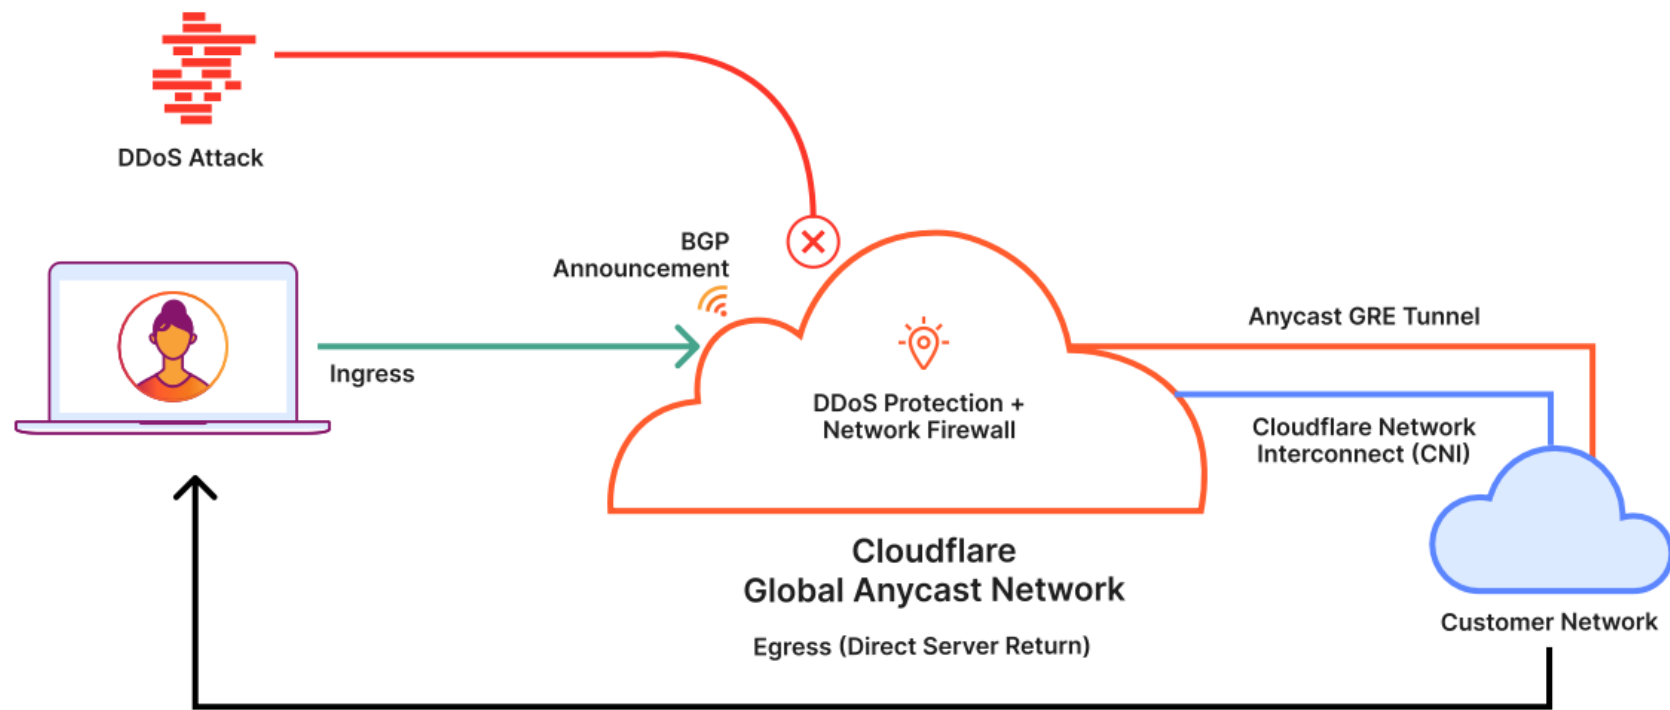 DDoS Attack
BGP
Announcement
Ingress
DDoS Protection +
Network Firewall
Anycast GRE Tunnel
Cloudflare Network
Interconnect (CNI)
Cloudflare
Global Anycast Network
Customer Network
Egress (Direct Server Return)